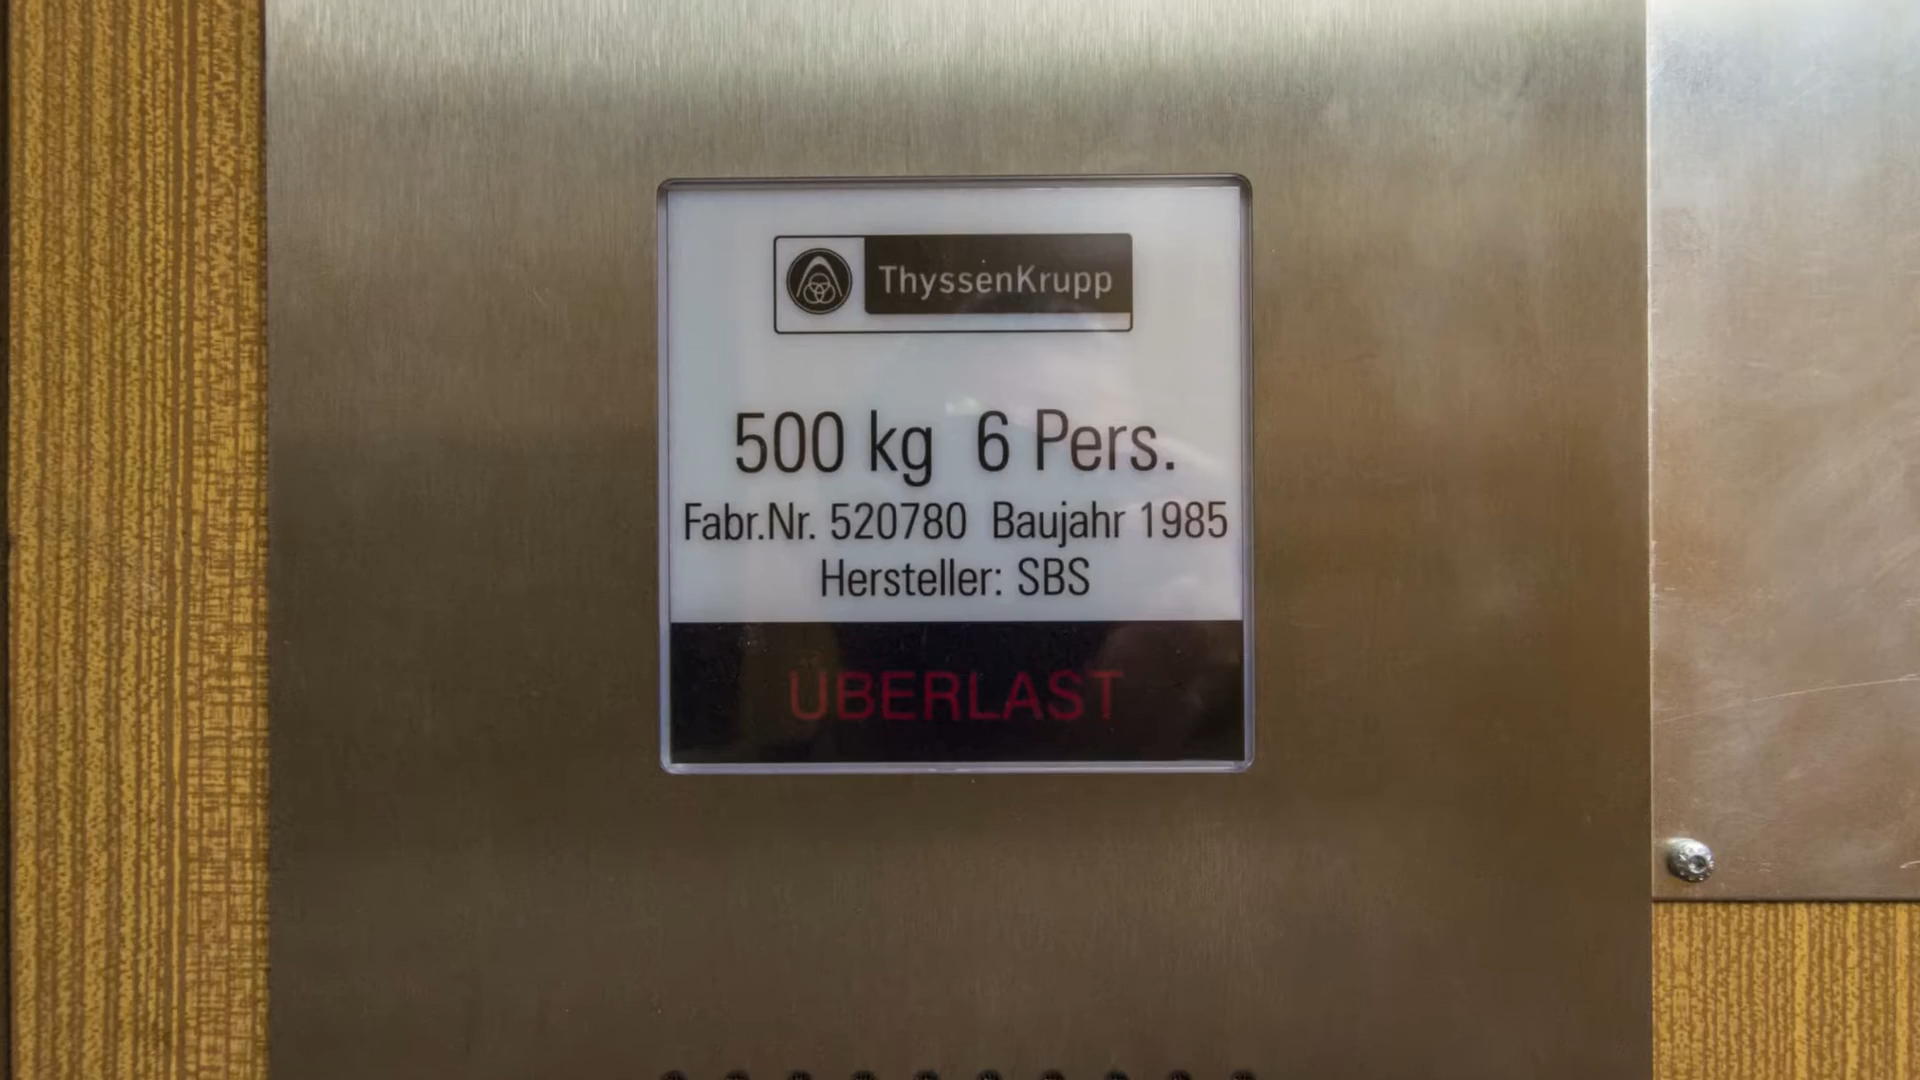 ThyssenKrupp
500 kg 6 Pers.
Fabr.Nr. 520780 Baujahr 1985
Hersteller: SBS
ÜBERLAST